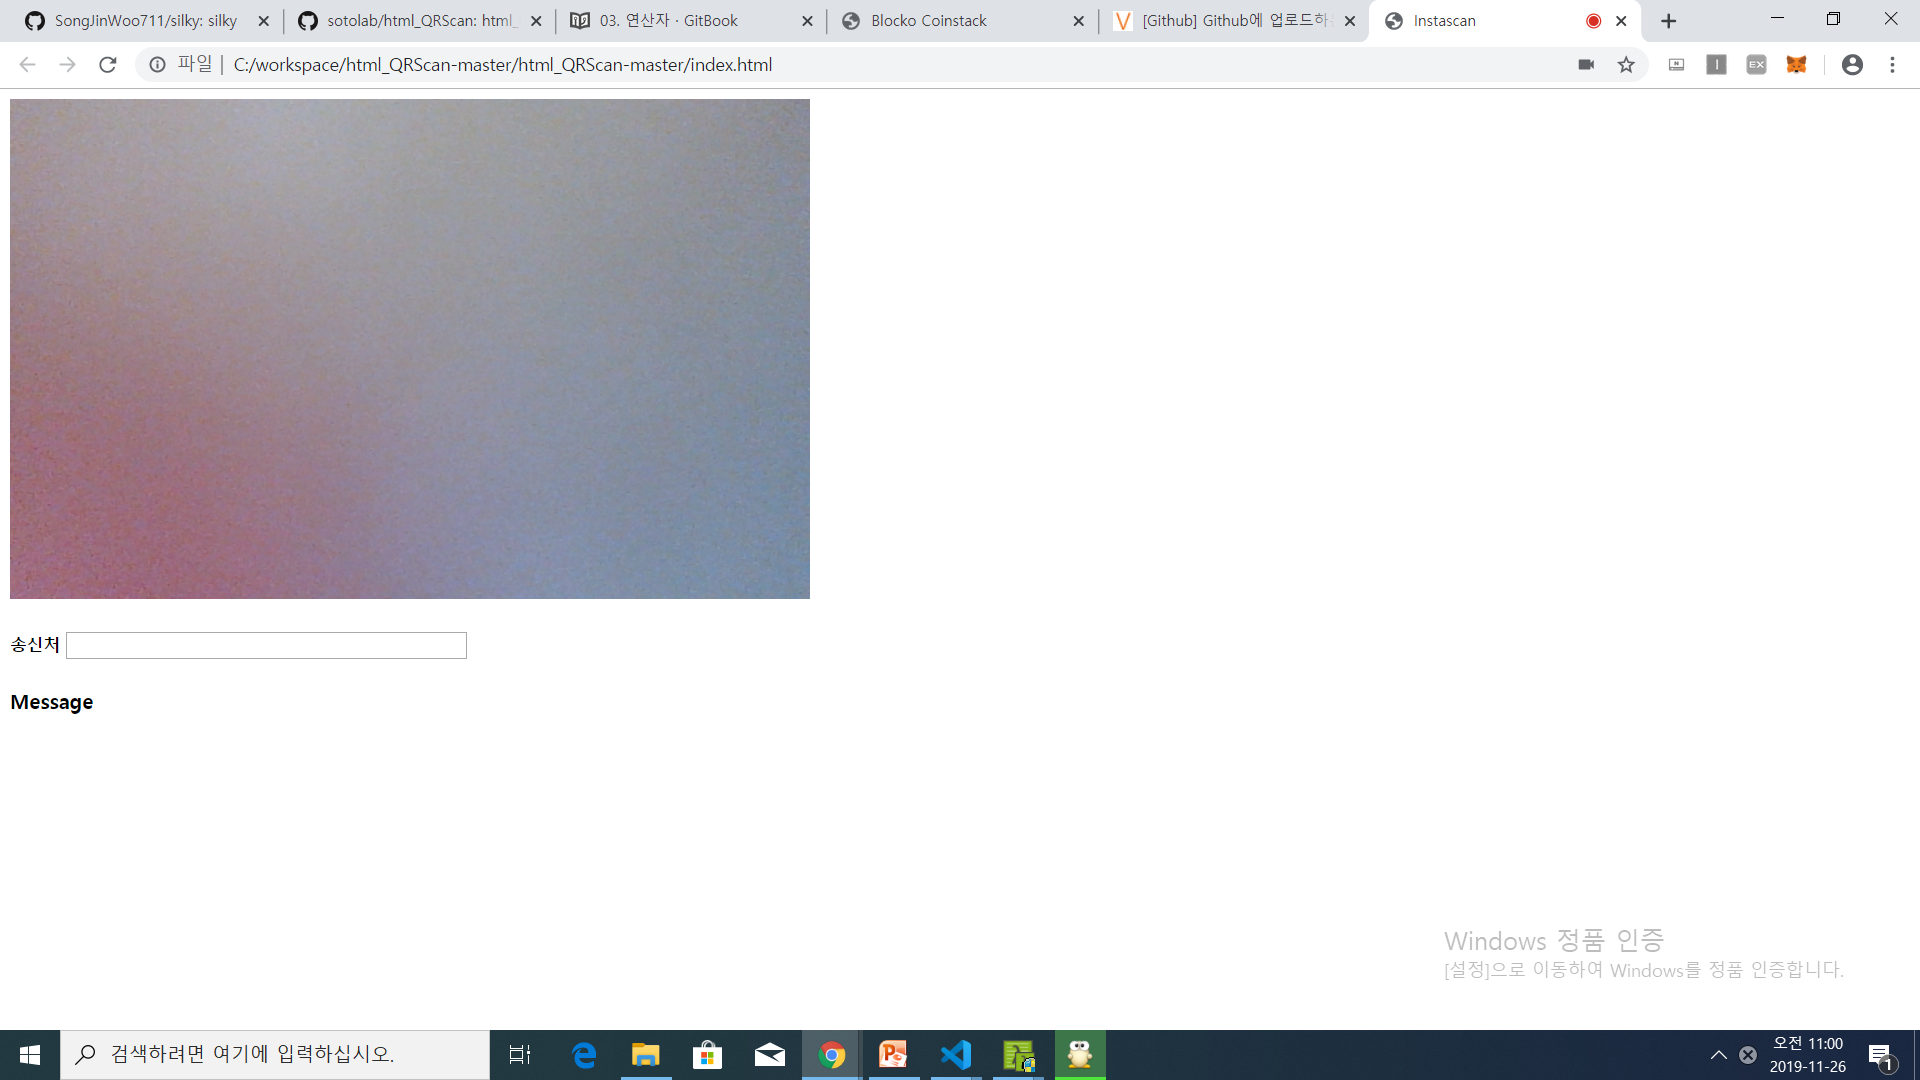 SongJinWoo711/silky: silky
sotolab/html_QRScan: html_
03. 연산자 · GitBook
Blocko Coinstack
[Github] Github에 업로드하
Instascan
파일 | C:/workspace/html_QRScan-master/html_QRScan-master/index.html
EX
송신처
Message
Windows 정품 인증
[설정]으로 이동하여 Windows를 정품 인증합니다.
검색하려면 여기에 입력하십시오.
오전 11:00
2019-11-26
1